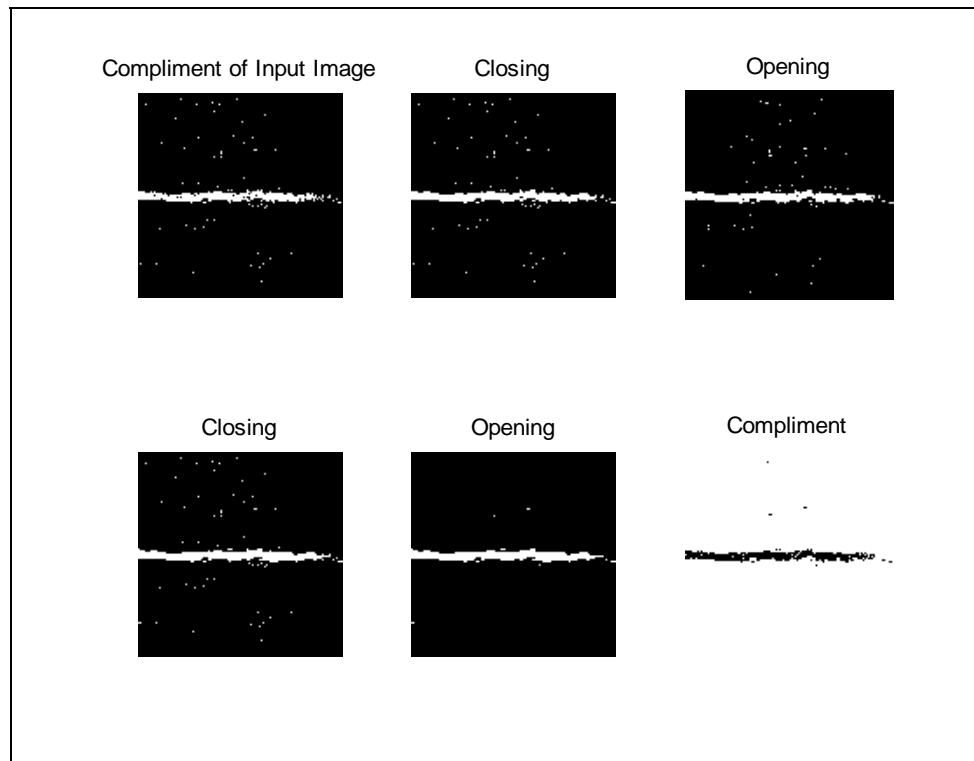 Compliment of Input Image
Closing
Opening
Closing
Opening
Compliment